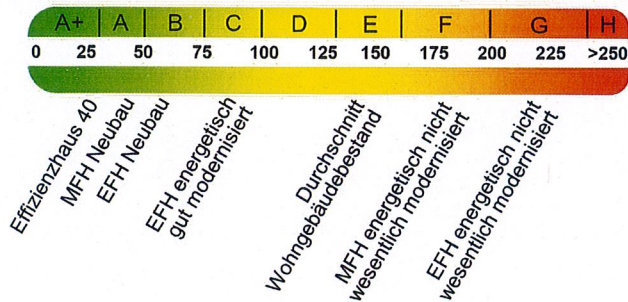 A+ A B C D E F G H
0 25 50 75 100 125 150 175 200 225 >250
Effizienzhaus 40
MFH Neubau
EFH Neubau
EFH energetisch
gut modernisiert
Durchschnitt
Wohngebäudebestand
MFH energetisch nicht
wesentlich modernisiert
EFH energetisch nicht
wesentlich modernisiert